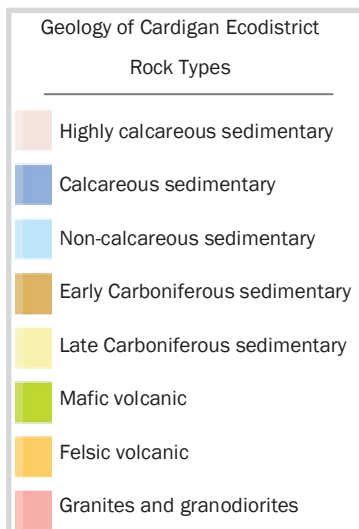 Geology of Cardigan Ecodistrict
Rock Types
Highly calcareous sedimentary
Calcareous sedimentary
Non-calcareous sedimentary
Early Carboniferous sedimentary
Late Carboniferous sedimentary
Mafic volcanic
Felsic volcanic
Granites and granodiorites